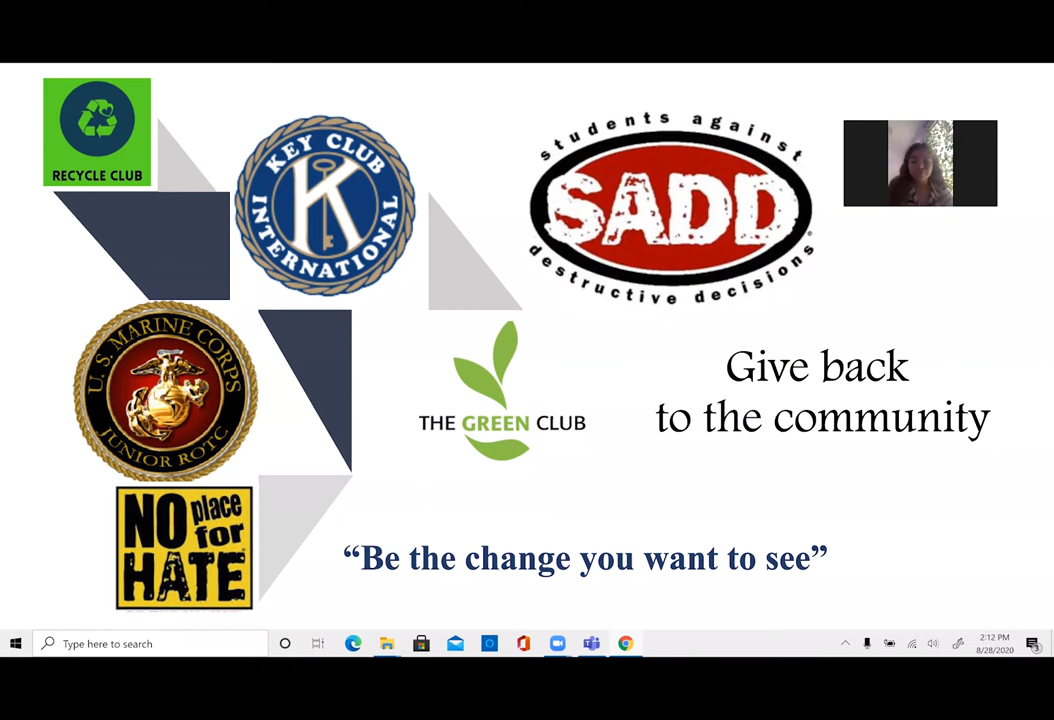 RECYCLE CLUB
KEY CLUB
K
INTERNATIONAL
students against
SADD
®
destructive decisions
U.S. MARINE CORPS
JUNIOR ROTC
THE GREEN CLUB
Give back
to the community
NO place
for
HATE
“Be the change you want to see”
Type here to search
2:12 PM
8/28/2020
3